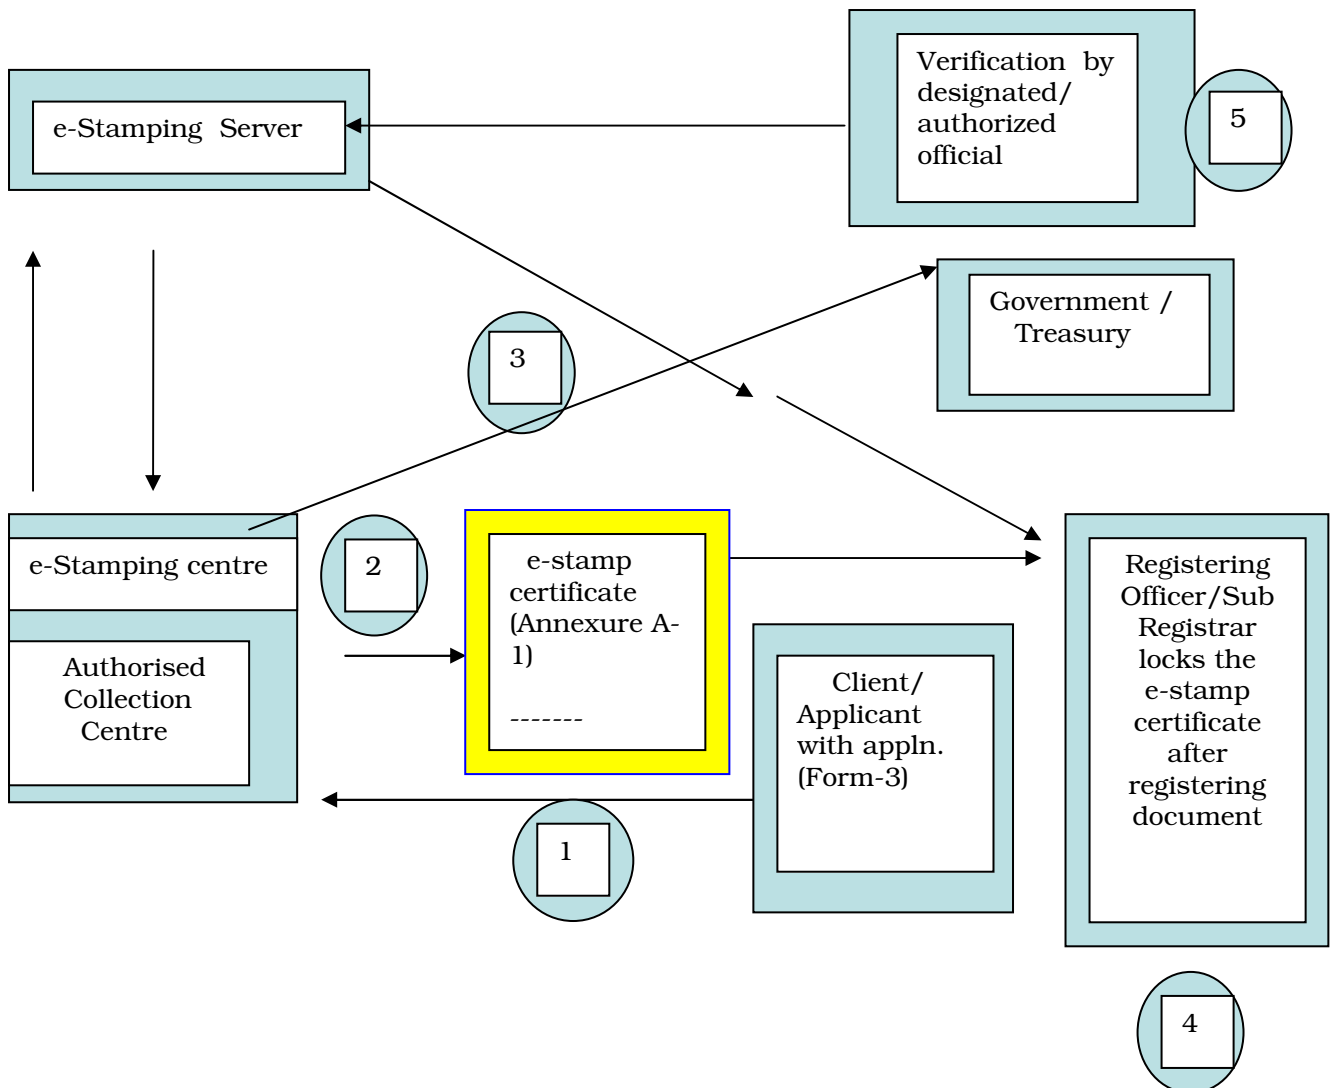 Verification by
designated/
authorized
official
5
e-Stamping Server
Government /
Treasury
3
e-Stamping centre
2
e-stamp
certificate
(Annexure A-
1)
-------
Registering
Officer/Sub
Registrar
locks the
e-stamp
certificate
after
registering
document
Authorised
Collection
Centre
Client/
Applicant
with appln.
(Form-3)
1
4